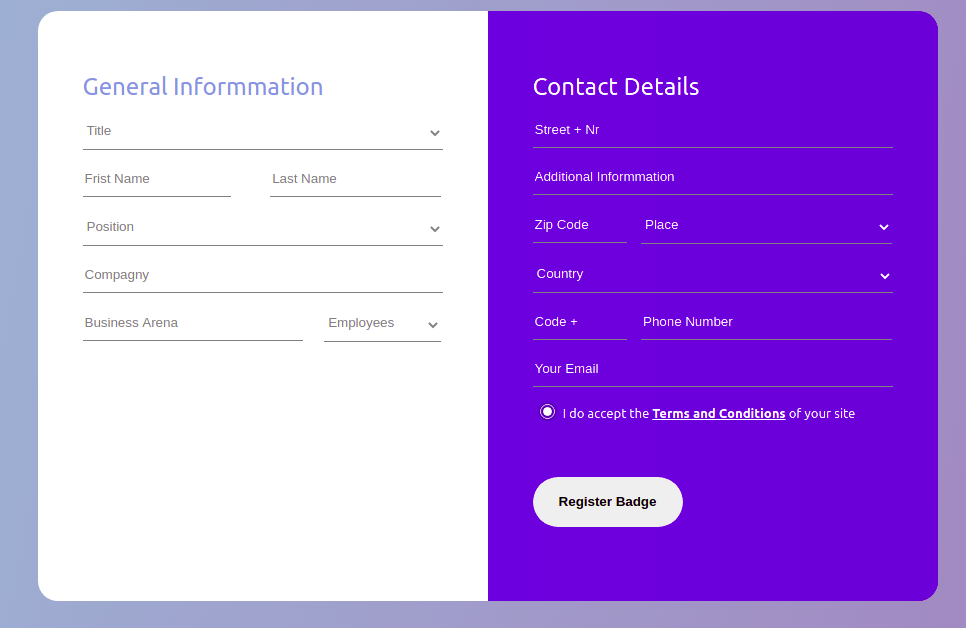 General Informmation
Title
Frist Name
Last Name
Position
Compagny
Business Arena
Employees
Contact Details
Street + Nr
Additional Informmation
Zip Code
Place
Country
Code +
Phone Number
Your Email
I do accept the Terms and Conditions of your site
Register Badge